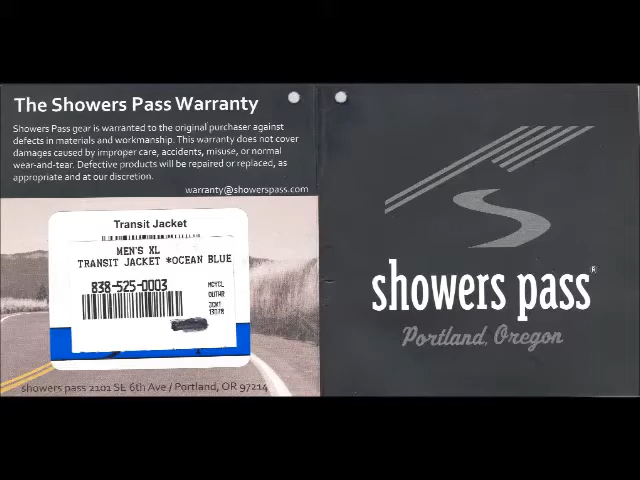 The Showers Pass Warranty
Showers Pass gear is warranted to the original purchaser against
defects in materials and workmanship. This warranty does not cover
damages caused by improper care, accidents, misuse, or normal
wear-and-tear. Defective products will be repaired or replaced, as
appropriate and at our discretion.
warranty@showerspass.com
Transit Jacket
MEN'S XL
TRANSIT JACKET *OCEAN BLUE
838-525-0003
MCYCL
OUTHR
JCKT
13178
showers pass 2101 SE 6th Ave / Portland, OR 97214
showers pass®
Portland, Oregon